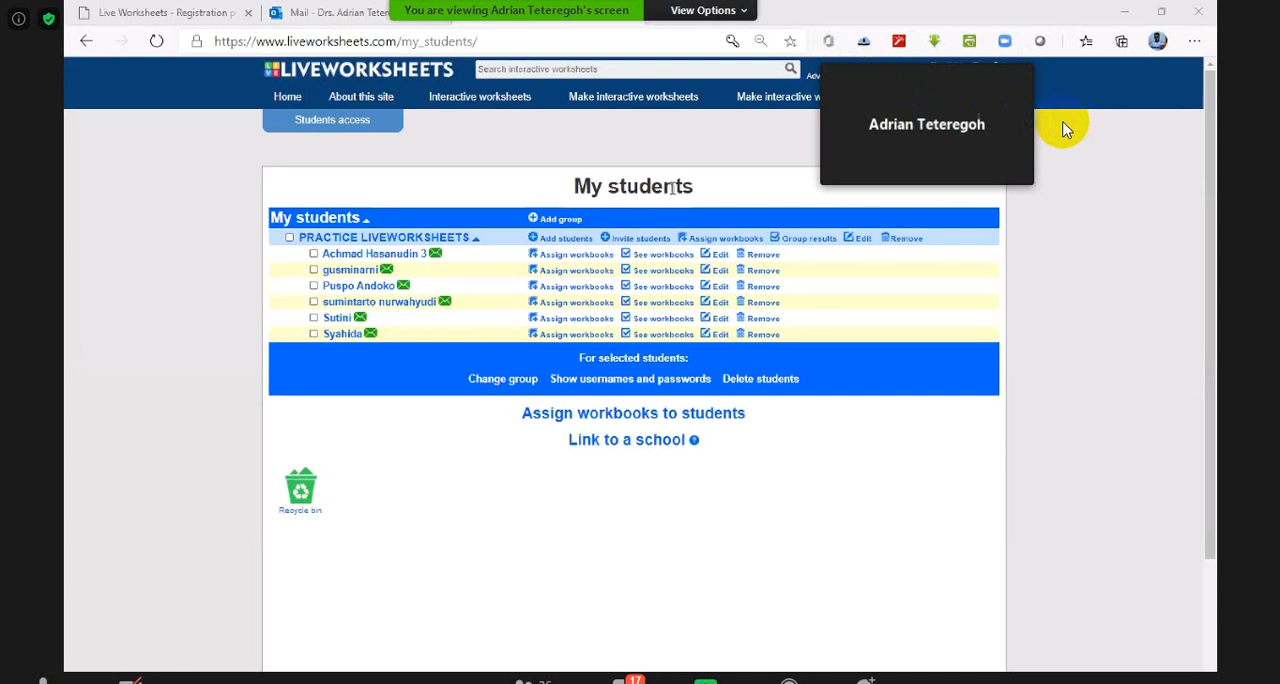 You are viewing Adrian Teteregoh's screen View Options
Live Worksheets - Registration p
Mail - Drs. Adrian Teter
https://www.liveworksheets.com/my_students/
LIVEWORKSHEETS
Search interactive worksheets
Adv
Home About this site Interactive worksheets Make interactive worksheets Make interactive w
Students access
Adrian Teteregoh
My students
My students Add group
PRACTICE LIVEWORKSHEETS Add students Invite students Assign workbooks Group results Edit Remove
Achmad Hasanudin 3 Assign workbooks See workbooks Edit Remove
gusminarni Assign workbooks See workbooks Edit Remove
Puspo Andoko Assign workbooks See workbooks Edit Remove
sumintarto nurwahyudi Assign workbooks See workbooks Edit Remove
Sutini Assign workbooks See workbooks Edit Remove
Syahida Assign workbooks See workbooks Edit Remove
For selected students:
Change group Show usernames and passwords Delete students
Assign workbooks to students
Link to a school
Recycle bin
17